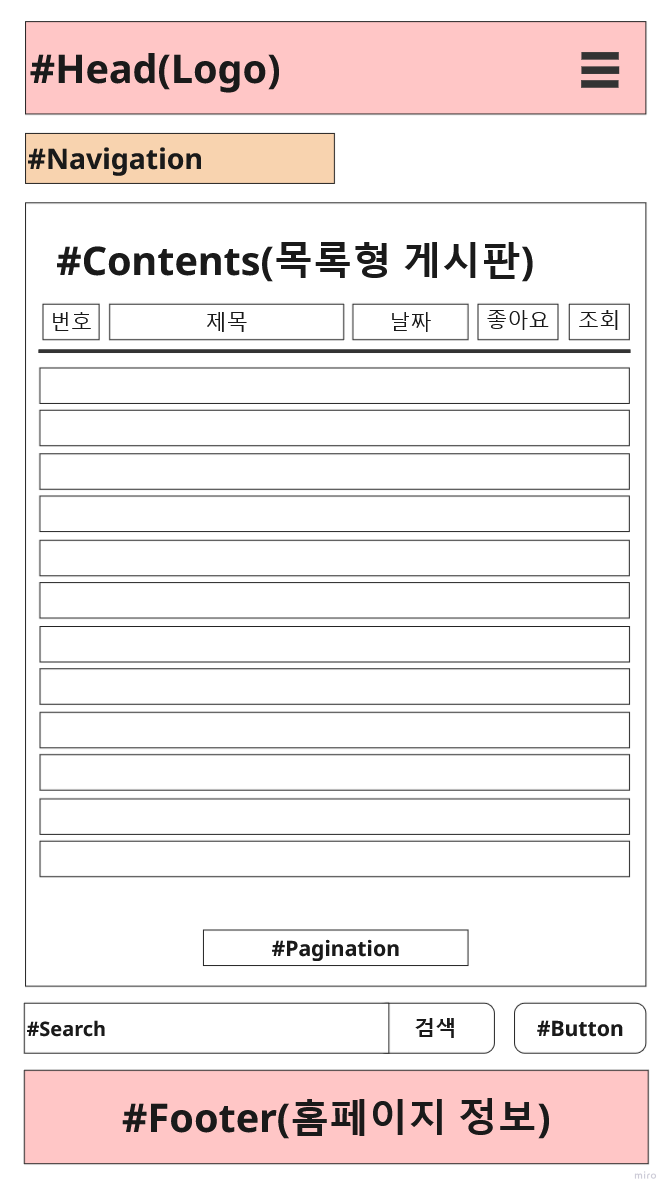 #Head(Logo)
#Navigation
#Contents(목록형 게시판)
번호 제목 날짜 좋아요 조회
#Pagination
#Search 검색 #Button
#Footer(홈페이지 정보)
miro